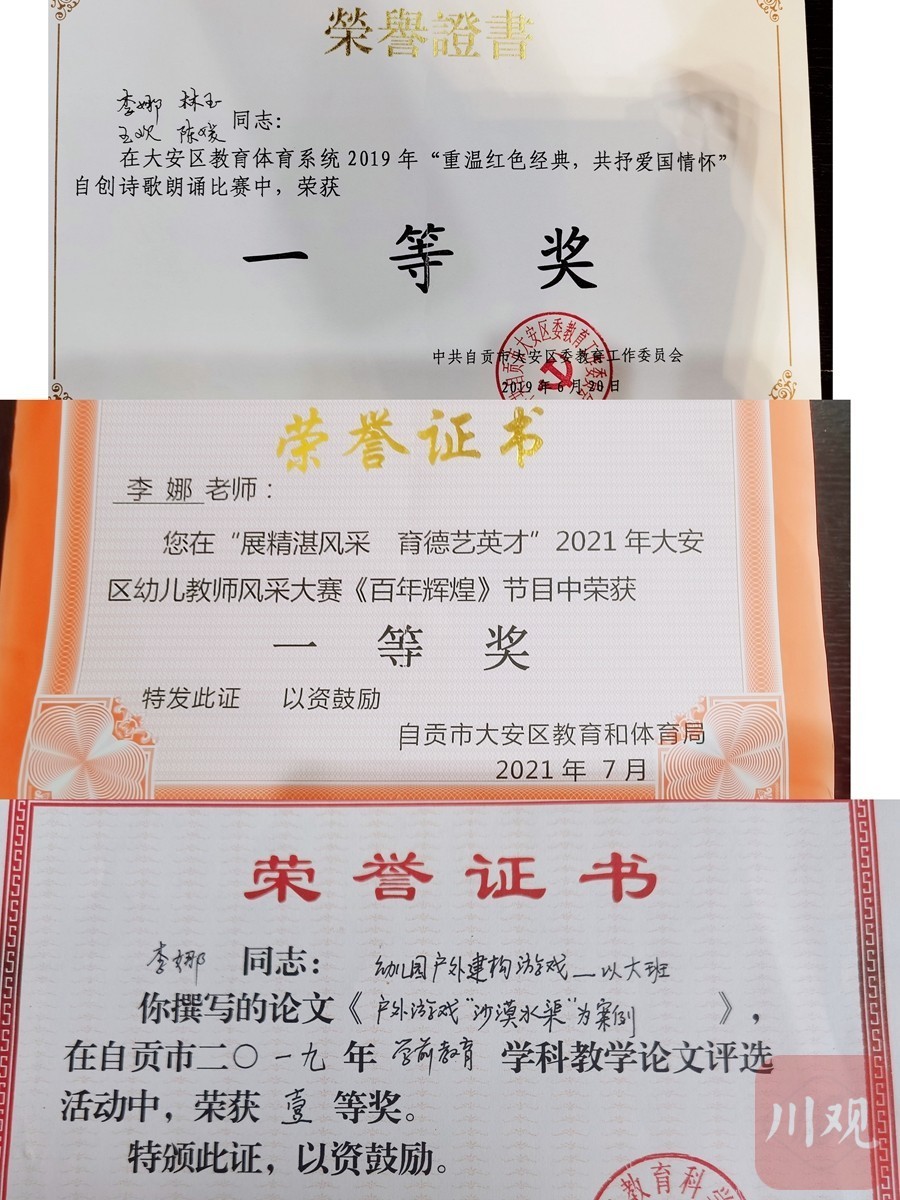 榮譽證書
李娜 林玉
王欢 陈媛 同志：
在大安区教育体育系统 2019 年“重温红色经典，共抒爱国情怀”
自创诗歌朗诵比赛中，荣获
一 等 奖
中共自贡市大安区委教育工作委员会
2019 年 6 月 20 日
荣誉证书
李 娜 老师：
您在“展精湛风采 育德艺英才”2021 年大安
区幼儿教师风采大赛《百年辉煌》节目中荣获
一 等 奖
特发此证 以资鼓励
自贡市大安区教育和体育局
2021 年 7 月
荣誉证书
李娜 同志： 幼儿园户外建构游戏—以大班
你撰写的论文《户外游戏“沙漠水渠”为案例》，
在自贡市二〇一九年学前教育学科教学论文评选
活动中，荣获 壹 等奖。
特颁此证，以资鼓励。
教育科学
川观